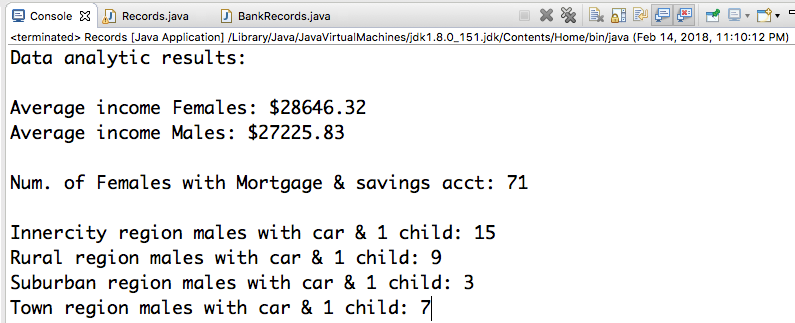 Console Records.java BankRecords.java
<terminated> Records [Java Application] /Library/Java/JavaVirtualMachines/jdk1.8.0_151.jdk/Contents/Home/bin/java (Feb 14, 2018, 11:10:12 PM)
Data analytic results:
Average income Females: $28646.32
Average income Males: $27225.83
Num. of Females with Mortgage & savings acct: 71
Innercity region males with car & 1 child: 15
Rural region males with car & 1 child: 9
Suburban region males with car & 1 child: 3
Town region males with car & 1 child: 7